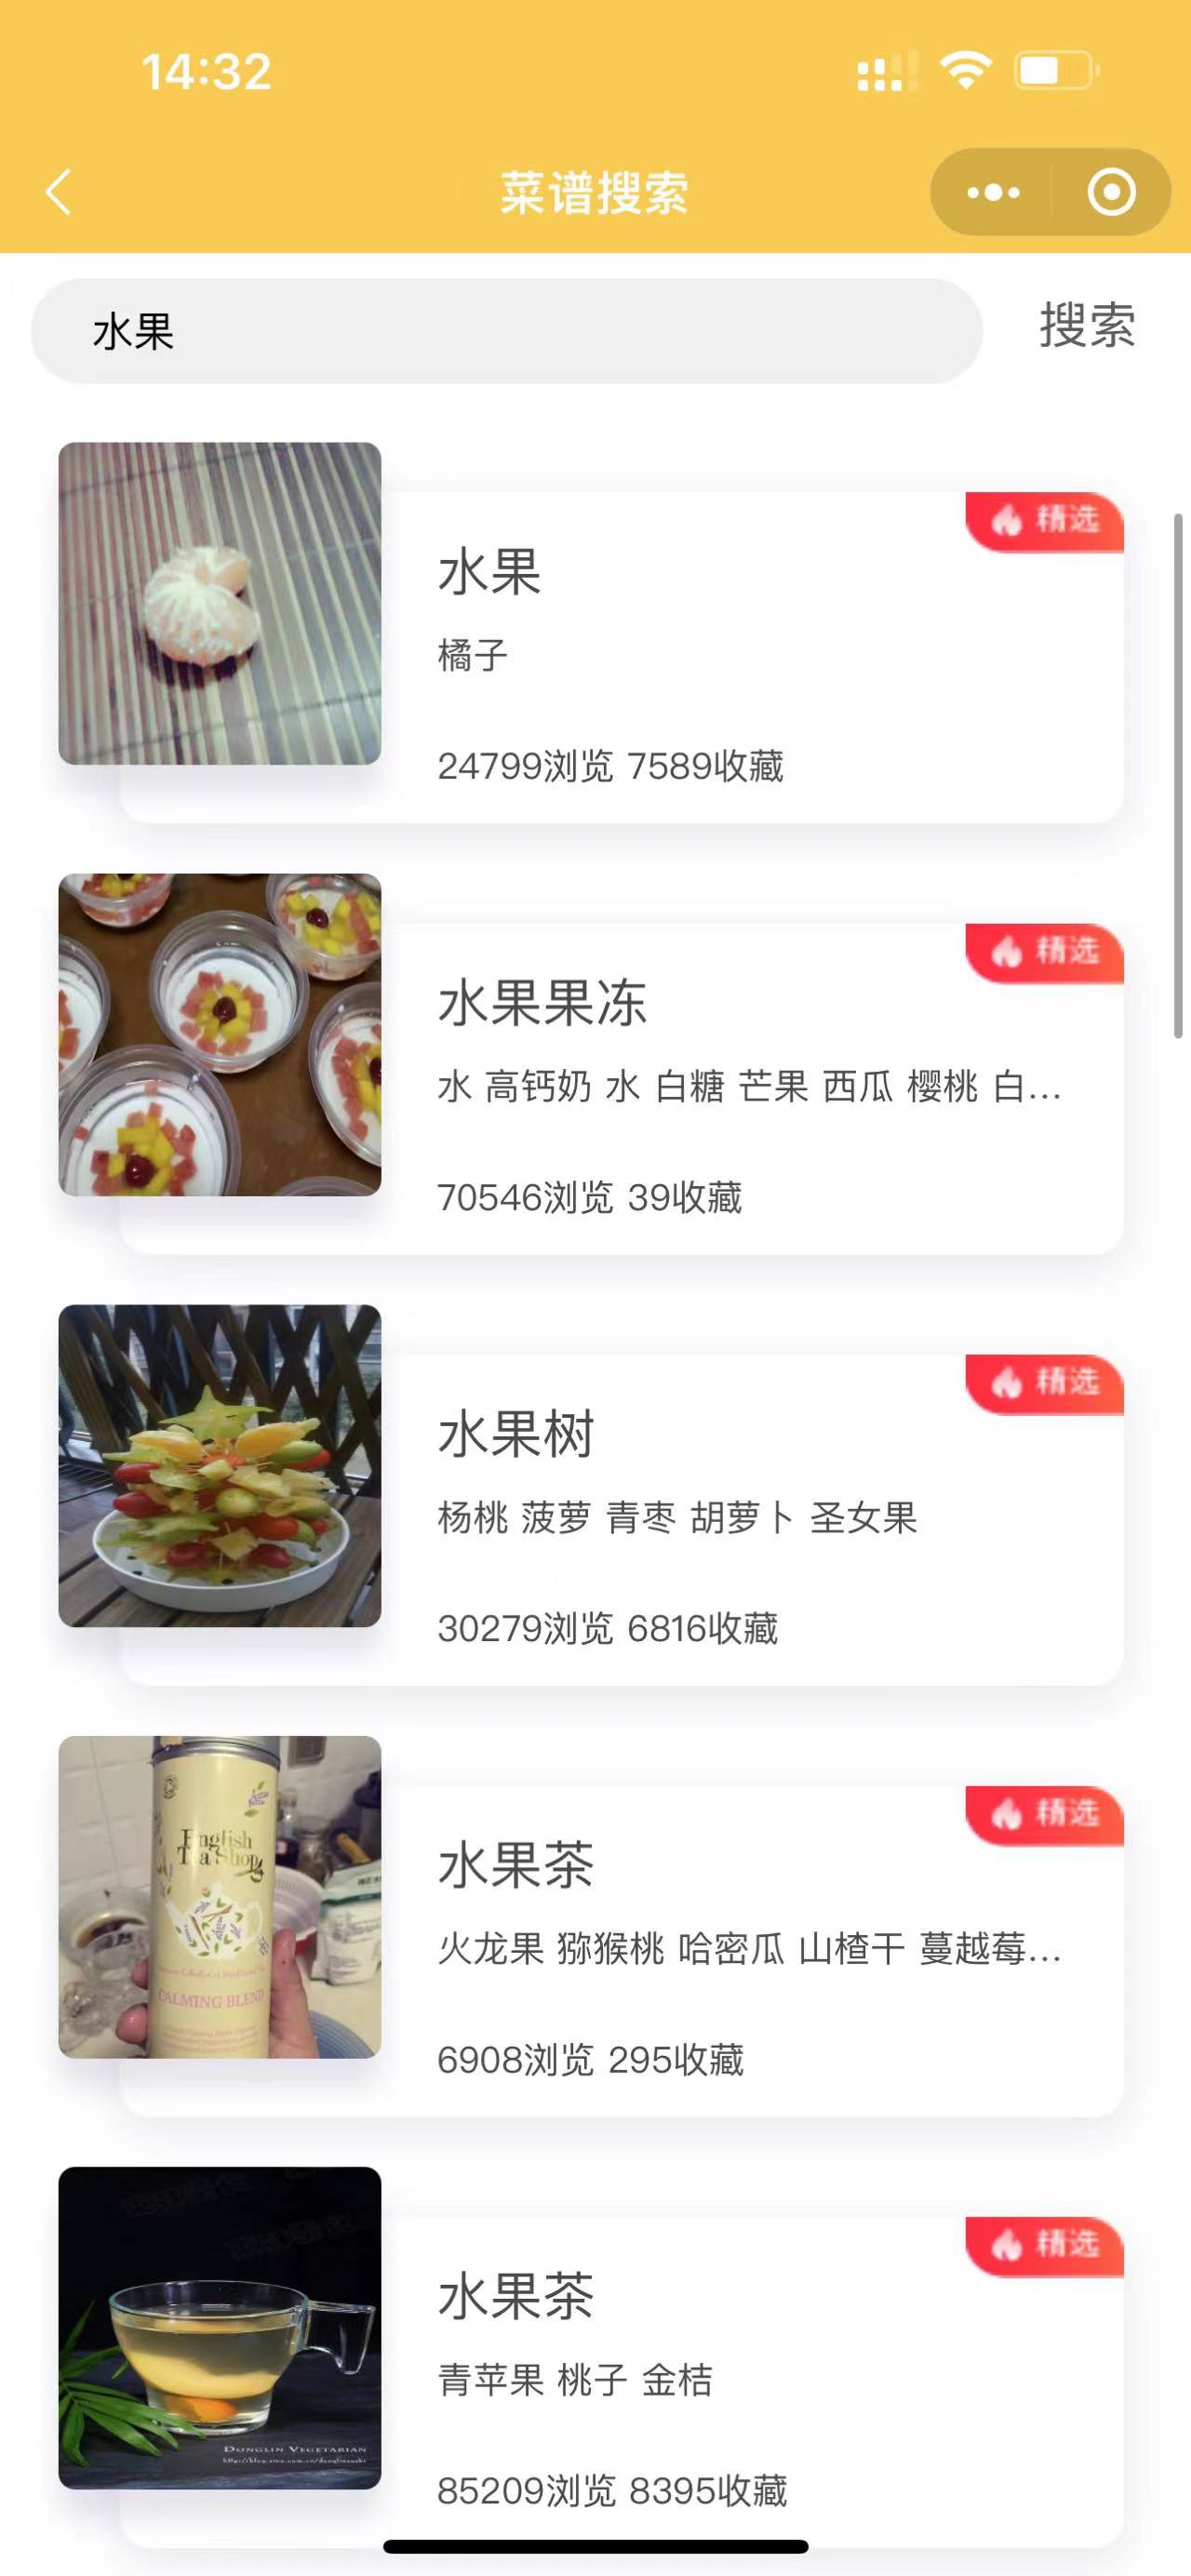 14:32
菜谱搜索
水果
搜索
精选
水果
橘子
24799浏览 7589收藏
精选
水果果冻
水 高钙奶 水 白糖 芒果 西瓜 樱桃 白...
70546浏览 39收藏
精选
水果树
杨桃 菠萝 青枣 胡萝卜 圣女果
30279浏览 6816收藏
English
Tea Shop
CALMING BLEND
精选
水果茶
火龙果 猕猴桃 哈密瓜 山楂干 蔓越莓...
6908浏览 295收藏
精选
水果茶
青苹果 桃子 金桔
85209浏览 8395收藏
DONGLIN VEGETARIAN